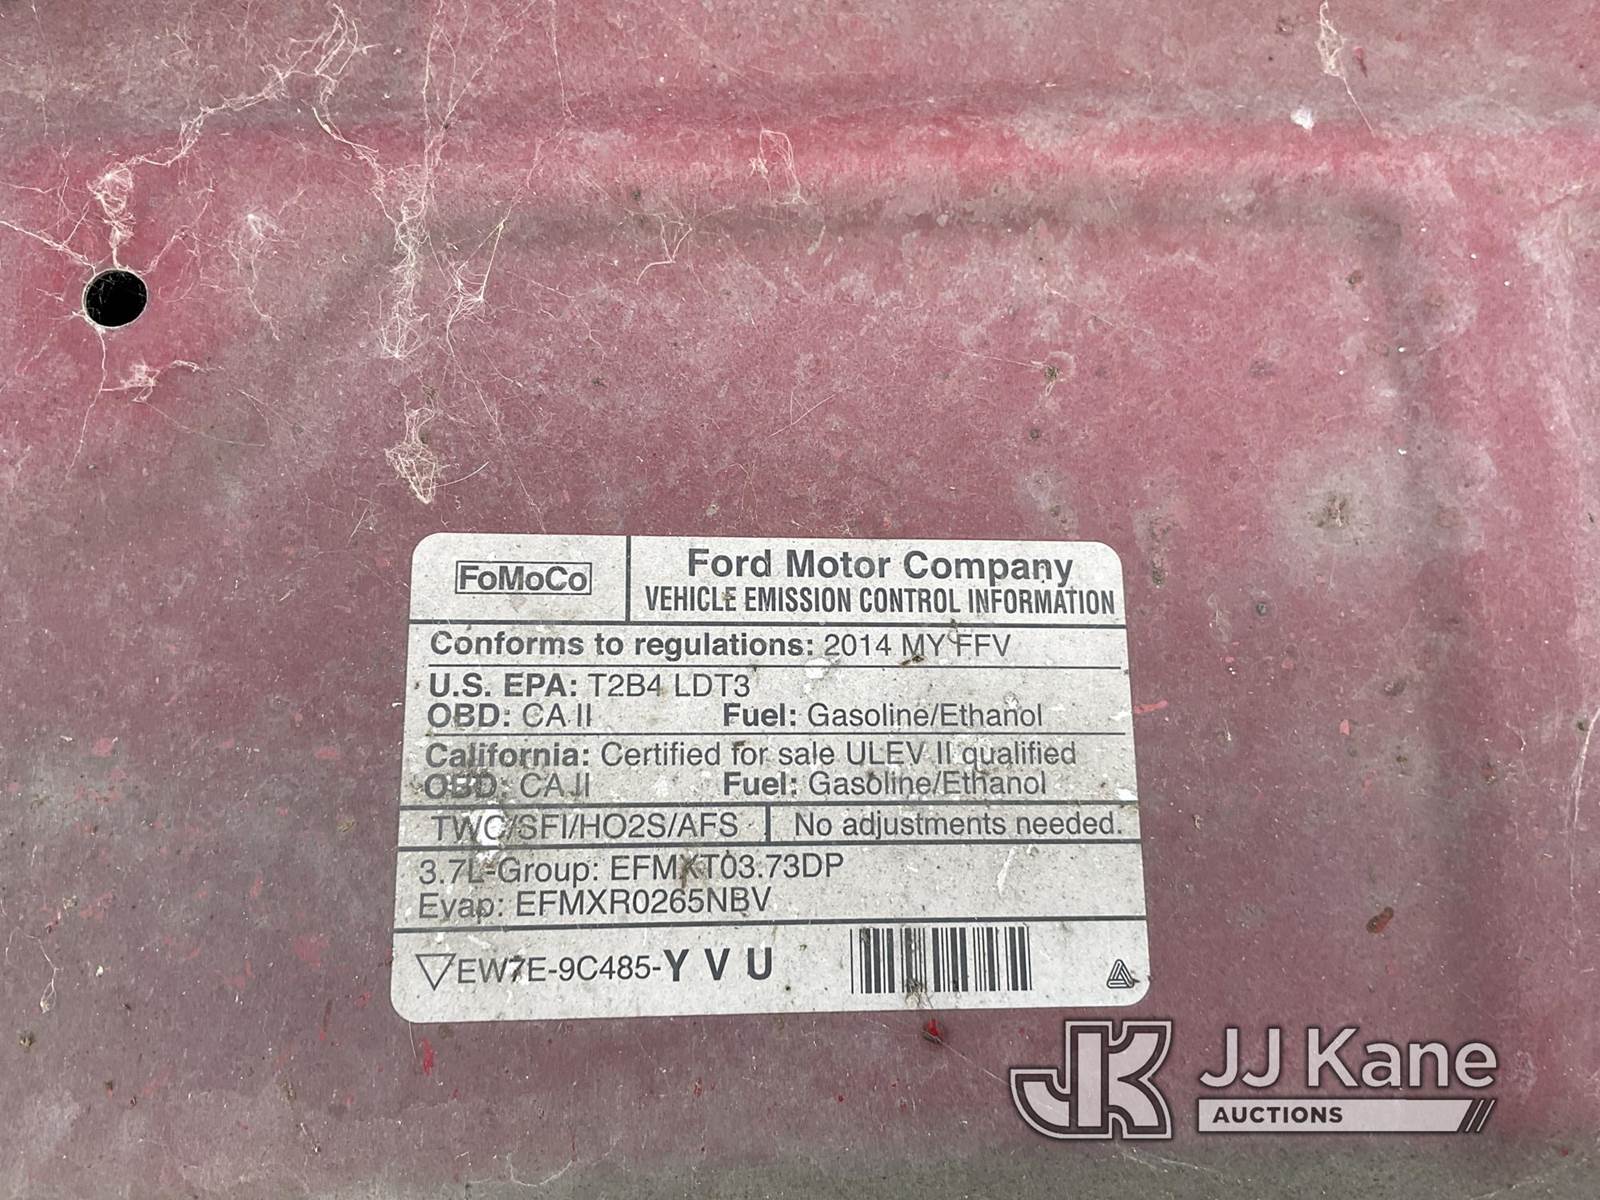 FoMoCo
Ford Motor Company
VEHICLE EMISSION CONTROL INFORMATION
Conforms to regulations: 2014 MY FFV
U.S. EPA: T2B4 LDT3
OBD: CA II Fuel: Gasoline/Ethanol
California: Certified for sale ULEV II qualified
OBD: CA II Fuel: Gasoline/Ethanol
TWC/SFI/HO2S/AFS No adjustments needed.
3.7L-Group: EFMXT03.73DP
Evap: EFMXR0265NBV
EW7E-9C485-Y V U
JK JJ Kane
AUCTIONS